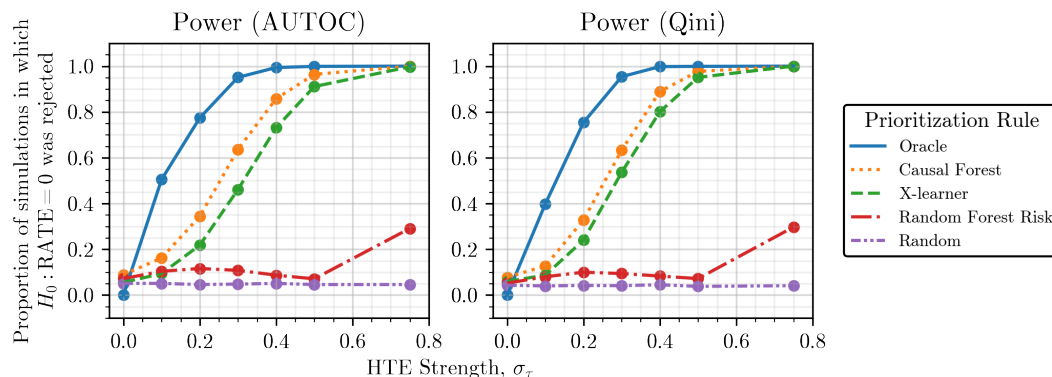 Power (AUTOC)
Power (Qini)
Proportion of simulations in which
H₀ : RATE = 0 was rejected
1.0
0.8
0.6
0.4
0.2
0.0
0.0 0.2 0.4 0.6 0.8
1.0
0.8
0.6
0.4
0.2
0.0
0.0 0.2 0.4 0.6 0.8
HTE Strength, σ_τ
Prioritization Rule
Oracle
Causal Forest
X-learner
Random Forest Risk
Random